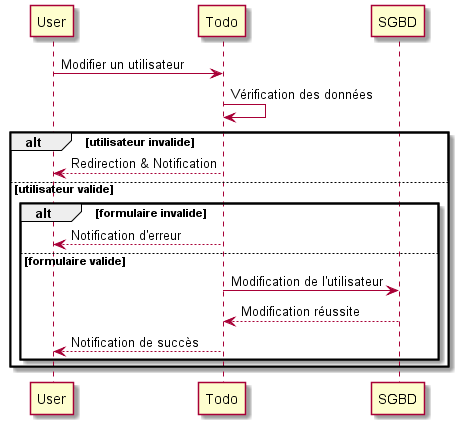 User Todo SGBD
Modifier un utilisateur
Vérification des données
alt [utilisateur invalide]
Redirection & Notification
[utilisateur valide]
alt [formulaire invalide]
Notification d'erreur
[formulaire valide]
Modification de l'utilisateur
Modification réussite
Notification de succès
User Todo SGBD